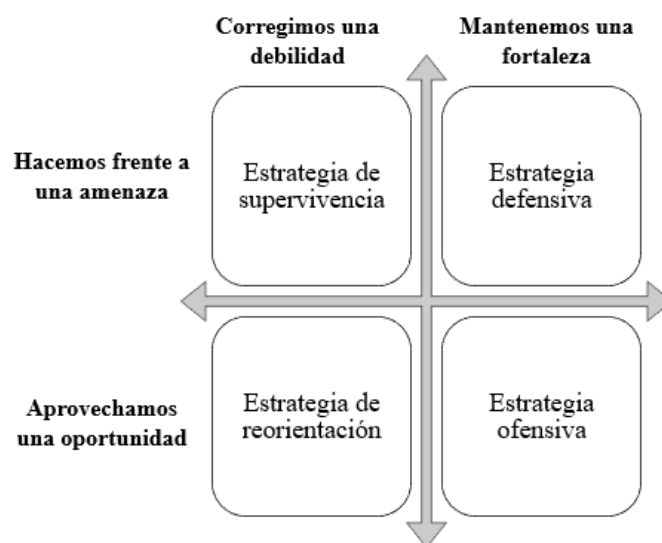 Corregimos una
debilidad
Mantenemos una
fortaleza
Hacemos frente a
una amenaza
Estrategia de
supervivencia
Estrategia
defensiva
Aprovechamos
una oportunidad
Estrategia de
reorientación
Estrategia
ofensiva